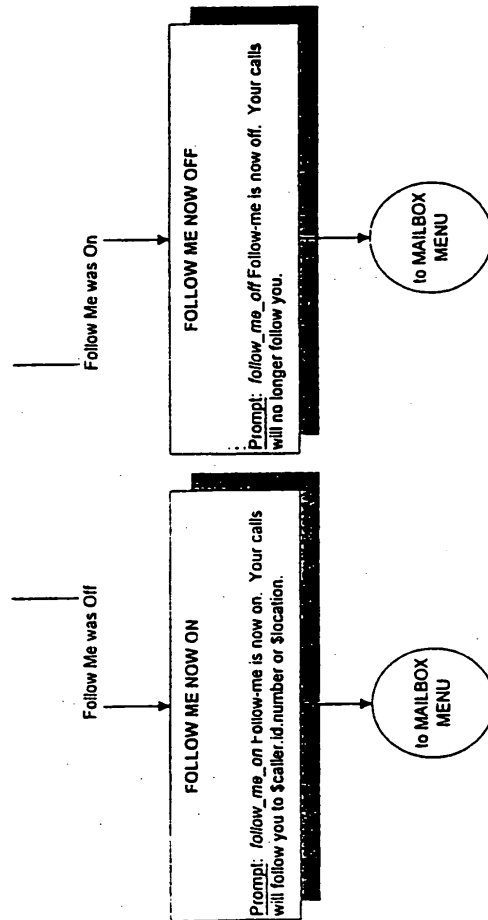 Follow Me was Off
FOLLOW ME NOW ON
Prompt: follow_me_on Follow-me is now on. Your calls
will follow you to $caller.id.number or $location.
to MAILBOX
MENU
Follow Me was On
FOLLOW ME NOW OFF
Prompt: follow_me_off Follow-me is now off. Your calls
will no longer follow you.
to MAILBOX
MENU